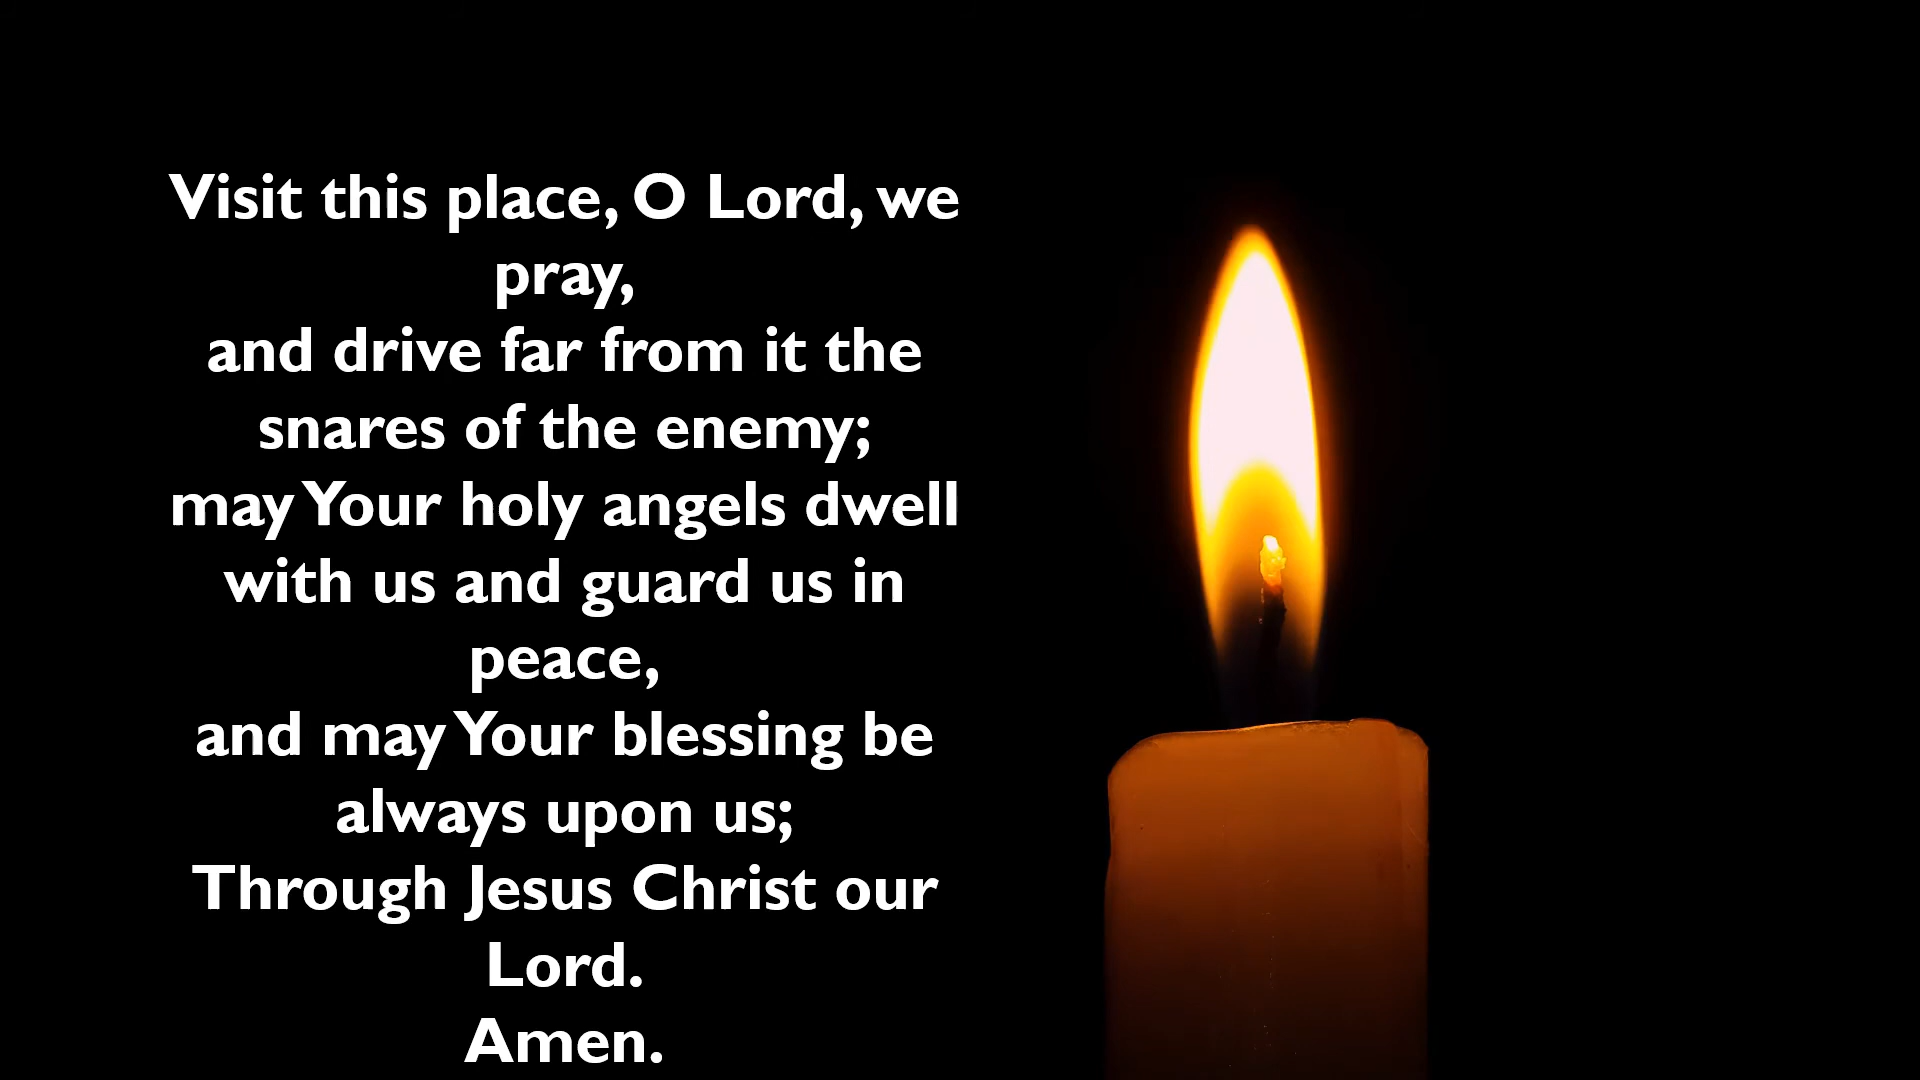 Visit this place, O Lord, we
pray,
and drive far from it the
snares of the enemy;
may Your holy angels dwell
with us and guard us in
peace,
and may Your blessing be
always upon us;
Through Jesus Christ our
Lord.
Amen.